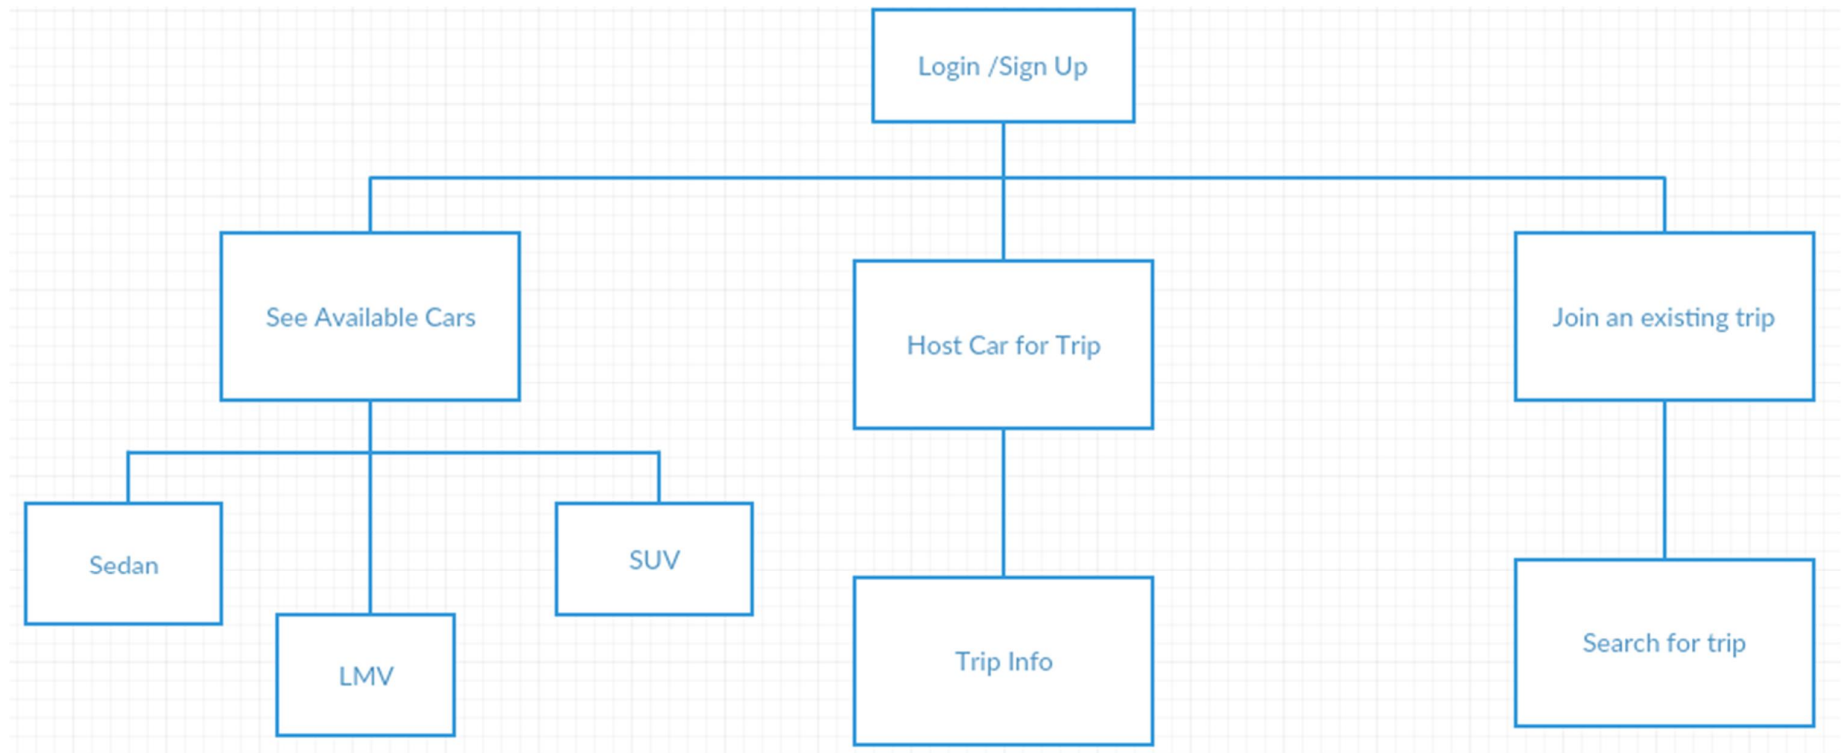 Login /Sign Up
See Available Cars
Host Car for Trip
Join an existing trip
Sedan
LMV
SUV
Trip Info
Search for trip